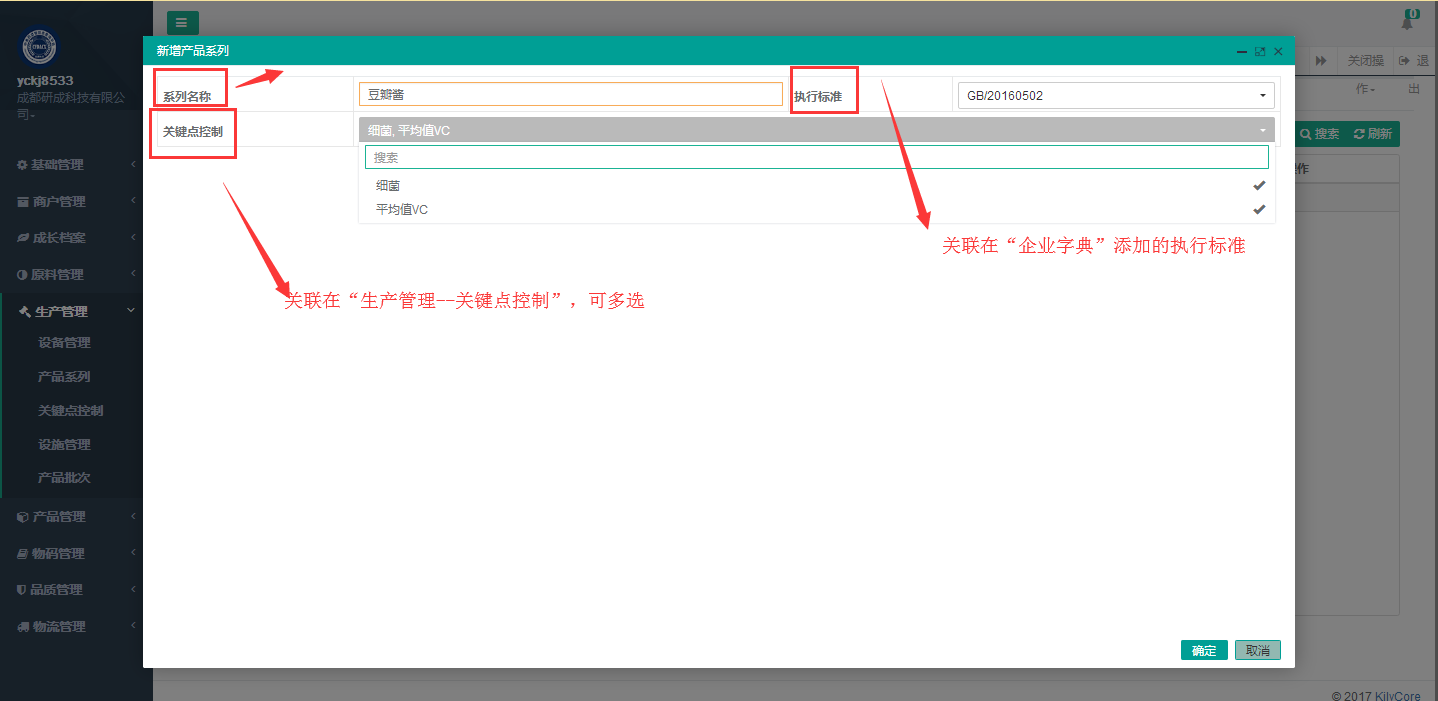 0
yckj8533
成都研成科技有限公
司
新增产品系列
关闭操
作
退
出
系列名称
豆瓣酱
执行标准
GB/20160502
关键点控制
细菌, 平均值VC
搜索
细菌
平均值VC
搜索
刷新
作
关联在“企业字典”添加的执行标准
关联在“生产管理--关键点控制”，可多选
基础管理
商户管理
成长档案
原料管理
生产管理
设备管理
产品系列
关键点控制
设施管理
产品批次
产品管理
物码管理
品质管理
物流管理
确定
取消
© 2017 KilyCore